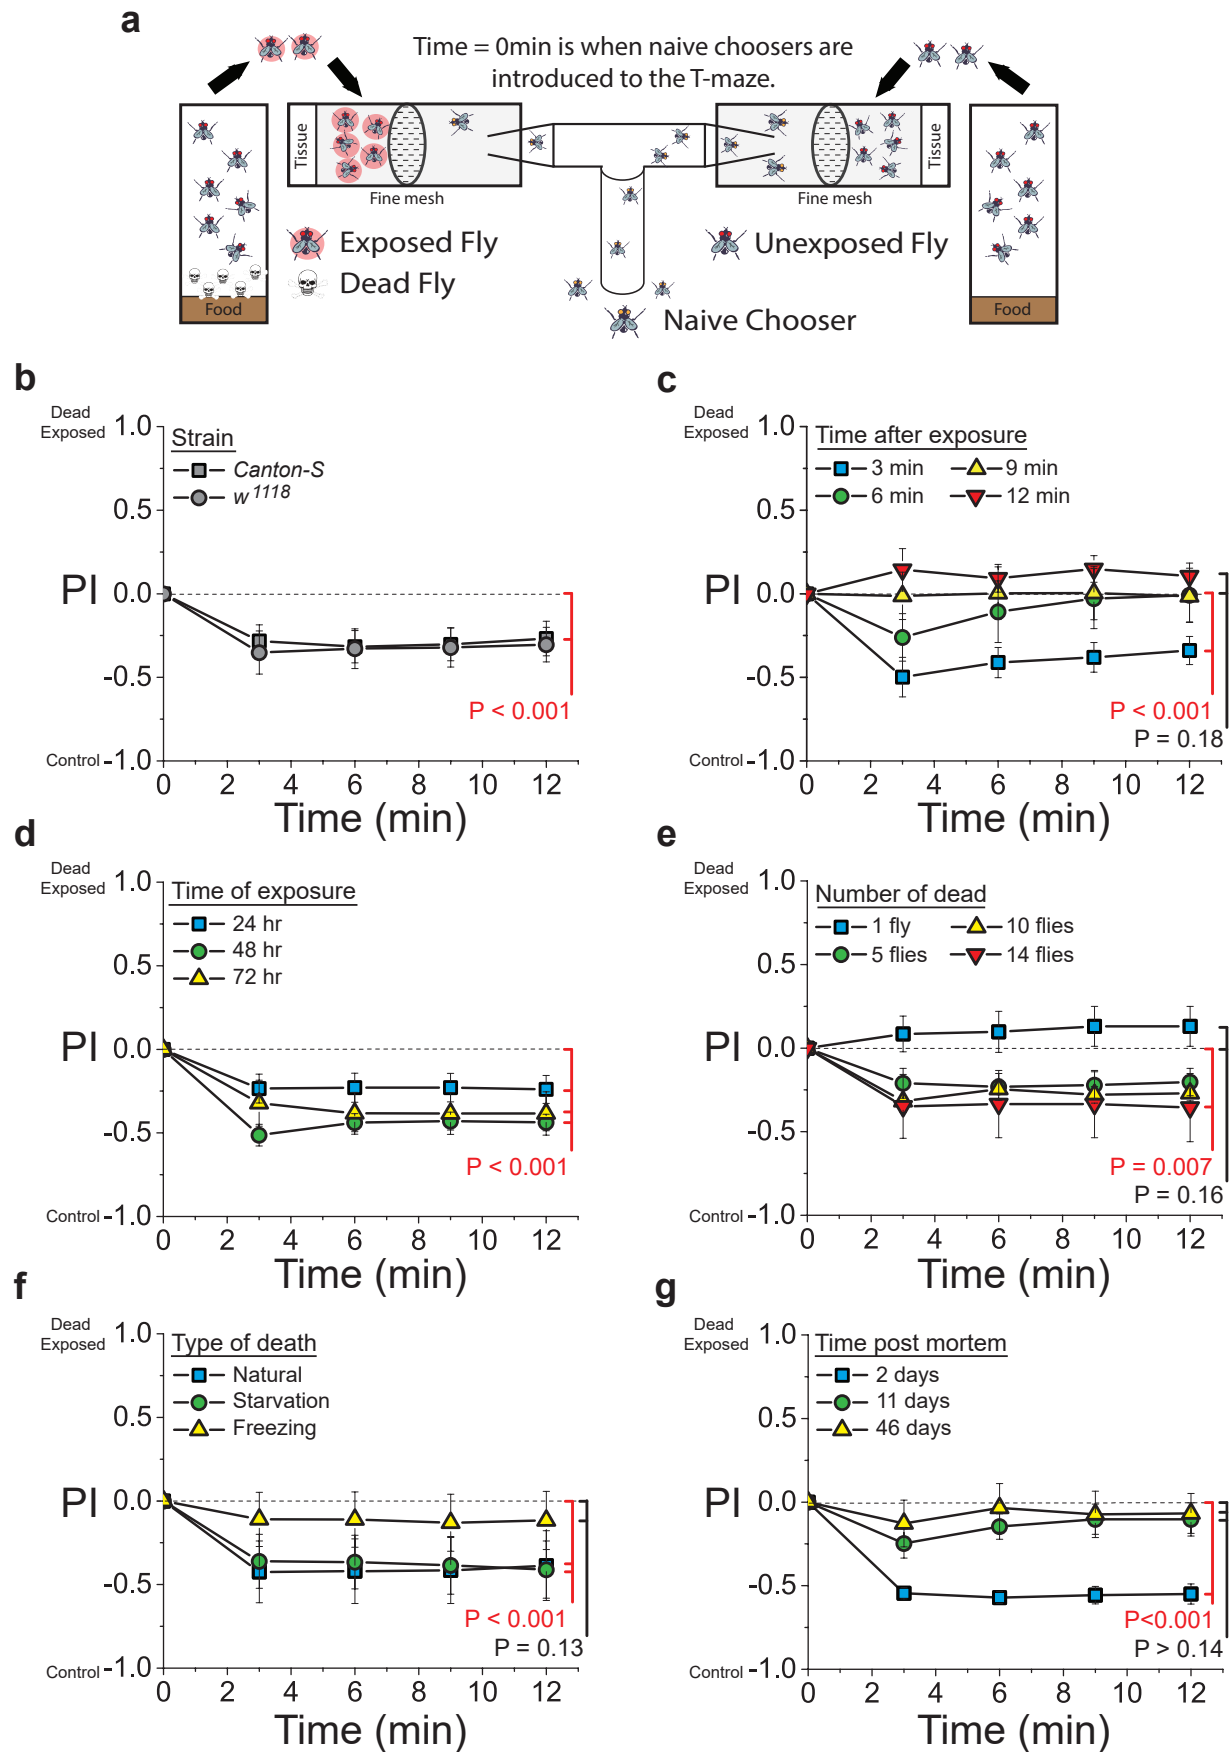 a
Time = 0min is when naive choosers are
introduced to the T-maze.
Tissue
Tissue
Fine mesh
Fine mesh
Exposed Fly
Unexposed Fly
Dead Fly
Food
Food
Naive Chooser
b
Dead
Exposed
1.0
0.5
0.0
-0.5
-1.0
Control
PI
Strain
Canton-S
w1118
P < 0.001
0 2 4 6 8 10 12
Time (min)
c
1.0
0.5
0.0
-0.5
-1.0
Control
PI
Time after exposure
3 min 9 min
6 min 12 min
P < 0.001
P = 0.18
0 2 4 6 8 10 12
Time (min)
d
Dead
Exposed
1.0
0.5
0.0
-0.5
-1.0
Control
PI
Time of exposure
24 hr
48 hr
72 hr
P < 0.001
0 2 4 6 8 10 12
Time (min)
e
Dead
Exposed
1.0
0.5
0.0
-0.5
-1.0
Control
PI
Number of dead
1 fly 10 flies
5 flies 14 flies
P = 0.007
P = 0.16
0 2 4 6 8 10 12
Time (min)
f
Dead
Exposed
1.0
0.5
0.0
-0.5
-1.0
Control
PI
Type of death
Natural
Starvation
Freezing
P < 0.001
P = 0.13
0 2 4 6 8 10 12
Time (min)
g
Dead
Exposed
1.0
0.5
0.0
-0.5
-1.0
Control
PI
Time post mortem
2 days
11 days
46 days
P<0.001
P > 0.14
0 2 4 6 8 10 12
Time (min)